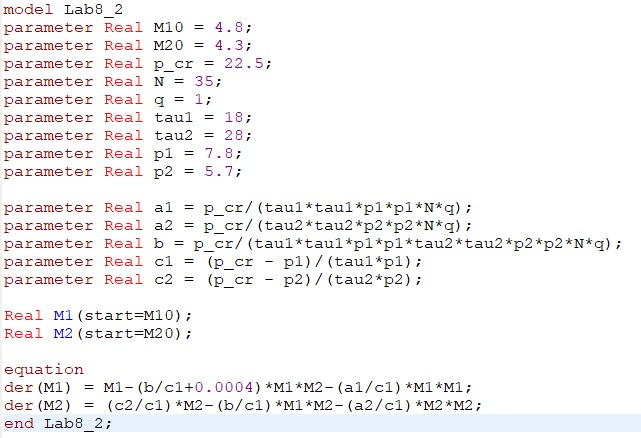 model Lab8_2
parameter Real M10 = 4.8;
parameter Real M20 = 4.3;
parameter Real p_cr = 22.5;
parameter Real N = 35;
parameter Real q = 1;
parameter Real tau1 = 18;
parameter Real tau2 = 28;
parameter Real p1 = 7.8;
parameter Real p2 = 5.7;
parameter Real a1 = p_cr/(tau1*tau1*p1*p1*N*q);
parameter Real a2 = p_cr/(tau2*tau2*p2*p2*N*q);
parameter Real b = p_cr/(tau1*tau1*p1*p1*tau2*tau2*p2*p2*N*q);
parameter Real c1 = (p_cr - p1)/(tau1*p1);
parameter Real c2 = (p_cr - p2)/(tau2*p2);
Real M1(start=M10);
Real M2(start=M20);
equation
der(M1) = M1-(b/c1+0.0004)*M1*M2-(a1/c1)*M1*M1;
der(M2) = (c2/c1)*M2-(b/c1)*M1*M2-(a2/c1)*M2*M2;
end Lab8_2;